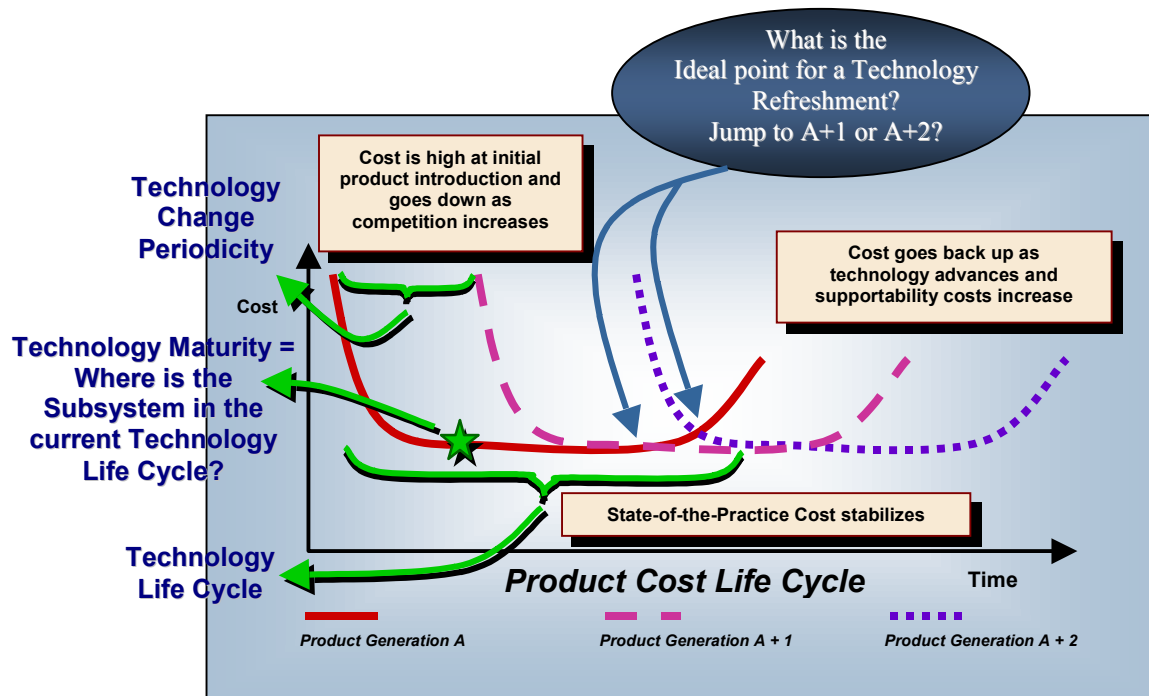 What is the
Ideal point for a Technology
Refreshment?
Jump to A+1 or A+2?
Cost is high at initial
product introduction and
goes down as
competition increases
Technology
Change
Periodicity
Cost goes back up as
technology advances and
supportability costs increase
Cost
Technology Maturity =
Where is the
Subsystem in the
current Technology
Life Cycle?
State-of-the-Practice Cost stabilizes
Technology
Life Cycle
Product Cost Life Cycle
Time
Product Generation A
Product Generation A + 1
Product Generation A + 2